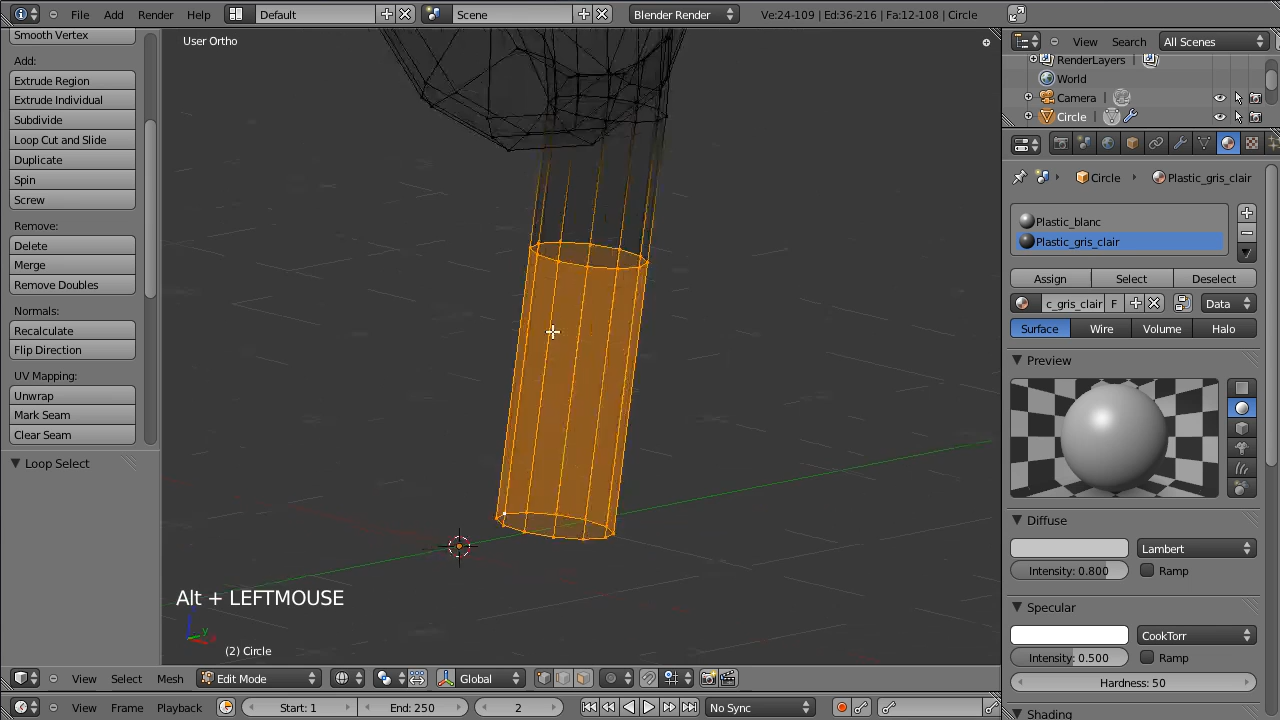 File Add Render Help Default Scene Blender Render Ve:24-109 | Ed:36-216 | Fa:12-108 | Circle
Smooth Vertex
Add:
Extrude Region
Extrude Individual
Subdivide
Loop Cut and Slide
Duplicate
Spin
Screw
Remove:
Delete
Merge
Remove Doubles
Normals:
Recalculate
Flip Direction
UV Mapping:
Unwrap
Mark Seam
Clear Seam
Loop Select
User Ortho
Alt + LEFTMOUSE
y
(2) Circle
View Select Mesh Edit Mode Global
View Frame Playback Start: 1 End: 250 2 No Sync
View Search All Scenes
RenderLayers
World
Camera
Circle
Circle Plastic_gris_clair
Plastic_blanc
Plastic_gris_clair
Assign Select Deselect
c_gris_clair F Data
Surface Wire Volume Halo
Preview
Diffuse
Lambert
Intensity: 0.800 Ramp
Specular
CookTorr
Intensity: 0.500 Ramp
Hardness: 50
Shading